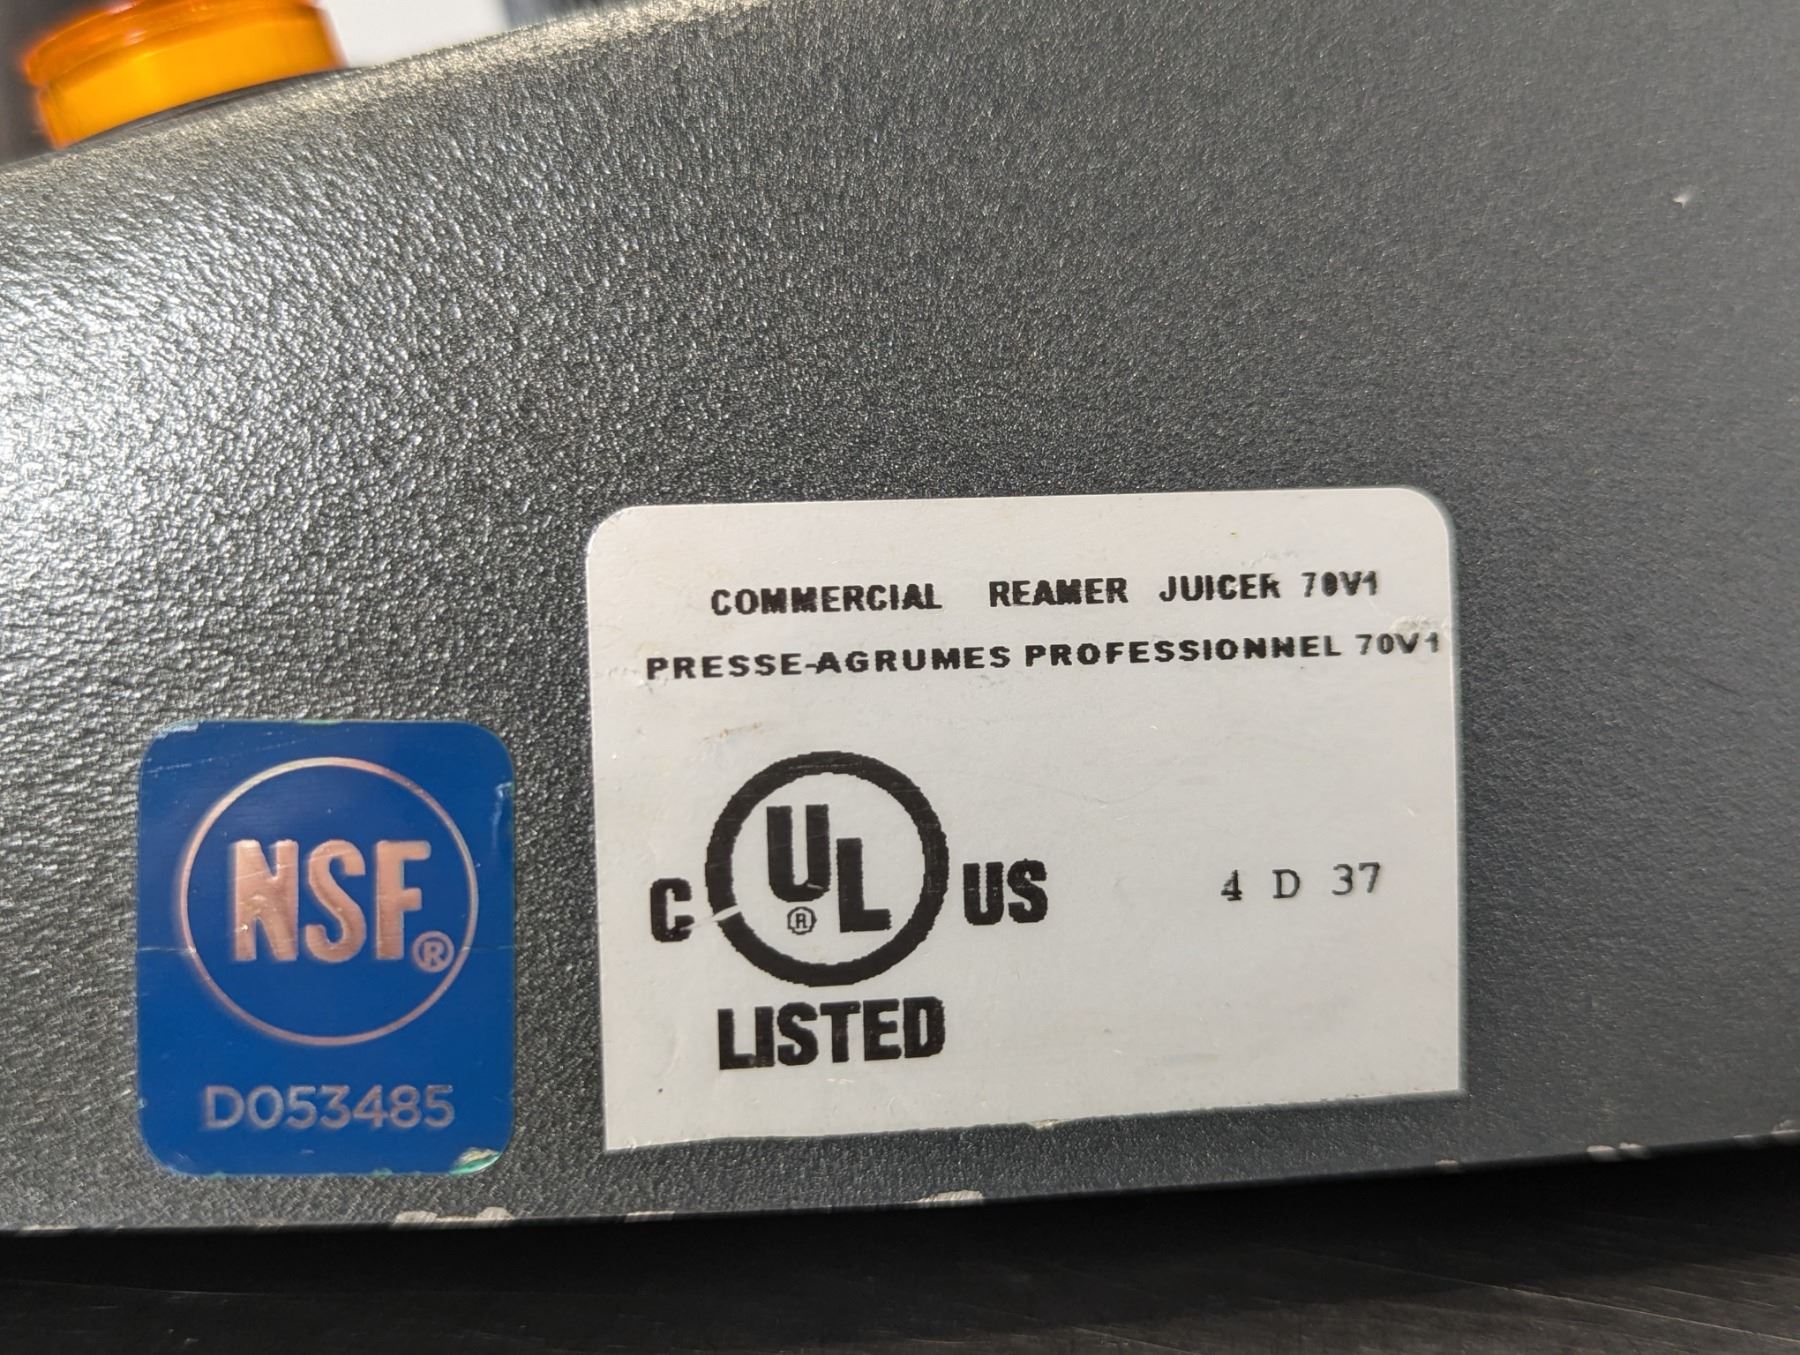 COMMERCIAL REAMER JUICER 70V1
PRESSE-AGRUMES PROFESSIONNEL 70V1
NSF®
D053485
C UL® US
LISTED
4 D 37